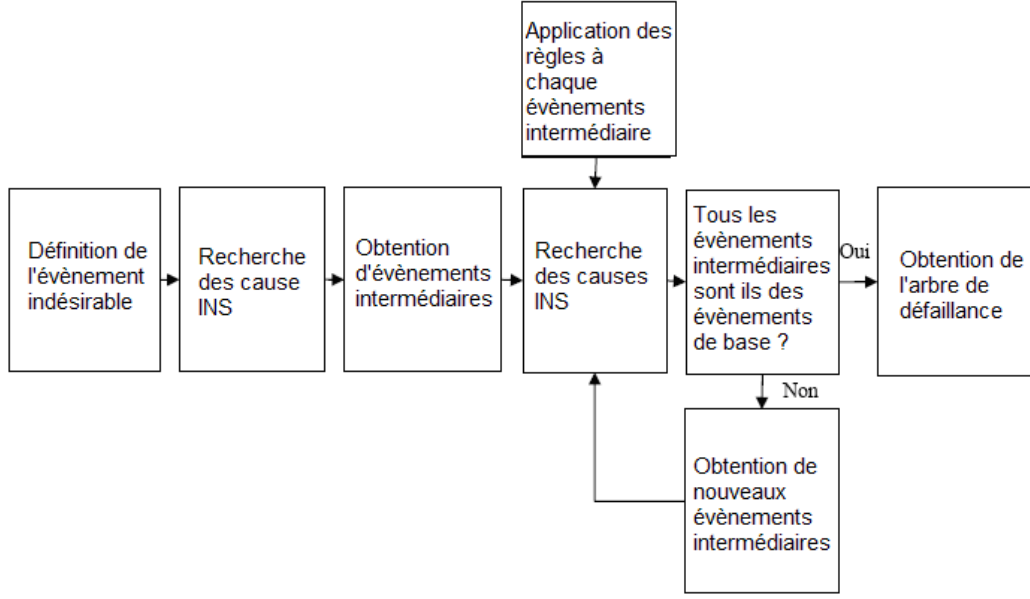 Application des
règles à
chaque
évènements
intermédiaire
Définition de
l'évènement
indésirable
Recherche
des cause
INS
Obtention
d'évènements
intermédiaires
Recherche
des causes
INS
Tous les
évènements
intermédiaires
sont ils des
évènements
de base ?
Oui
Obtention de
l'arbre de
défaillance
Non
Obtention de
nouveaux
évènements
intermédiaires